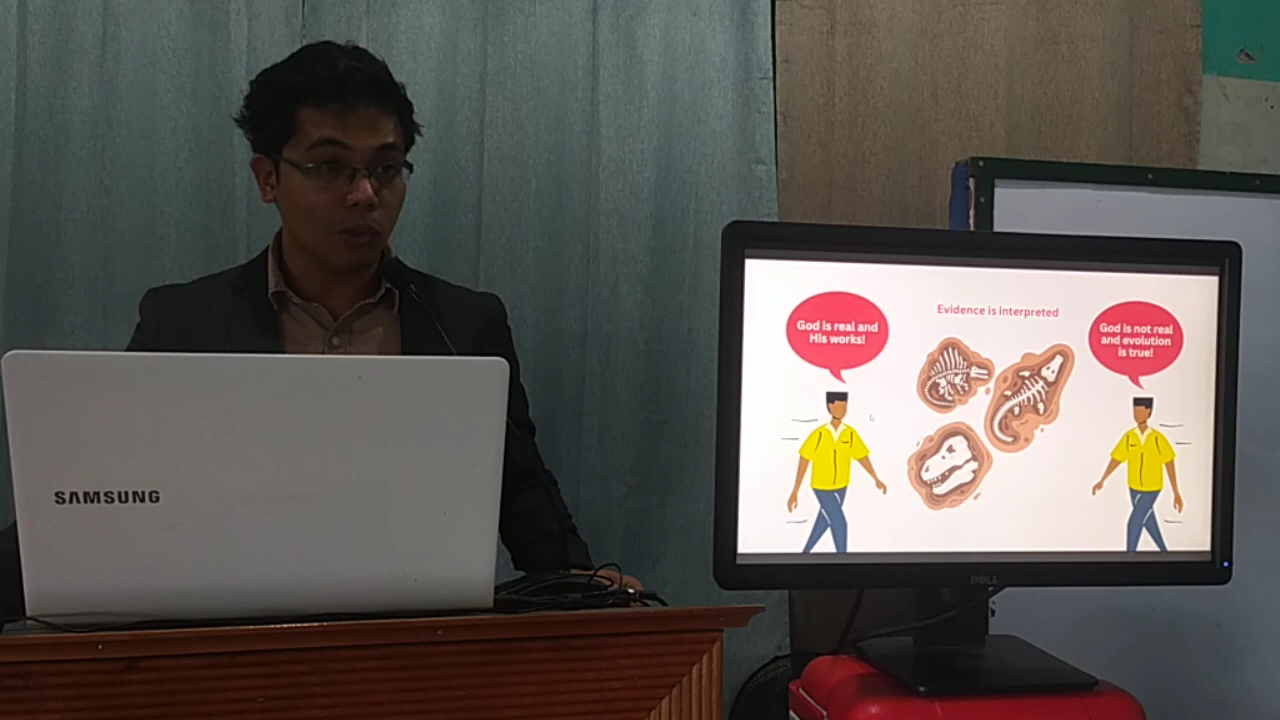 SAMSUNG
Evidence is interpreted
God is real and
His works!
God is not real
and evolution
is true!
DELL